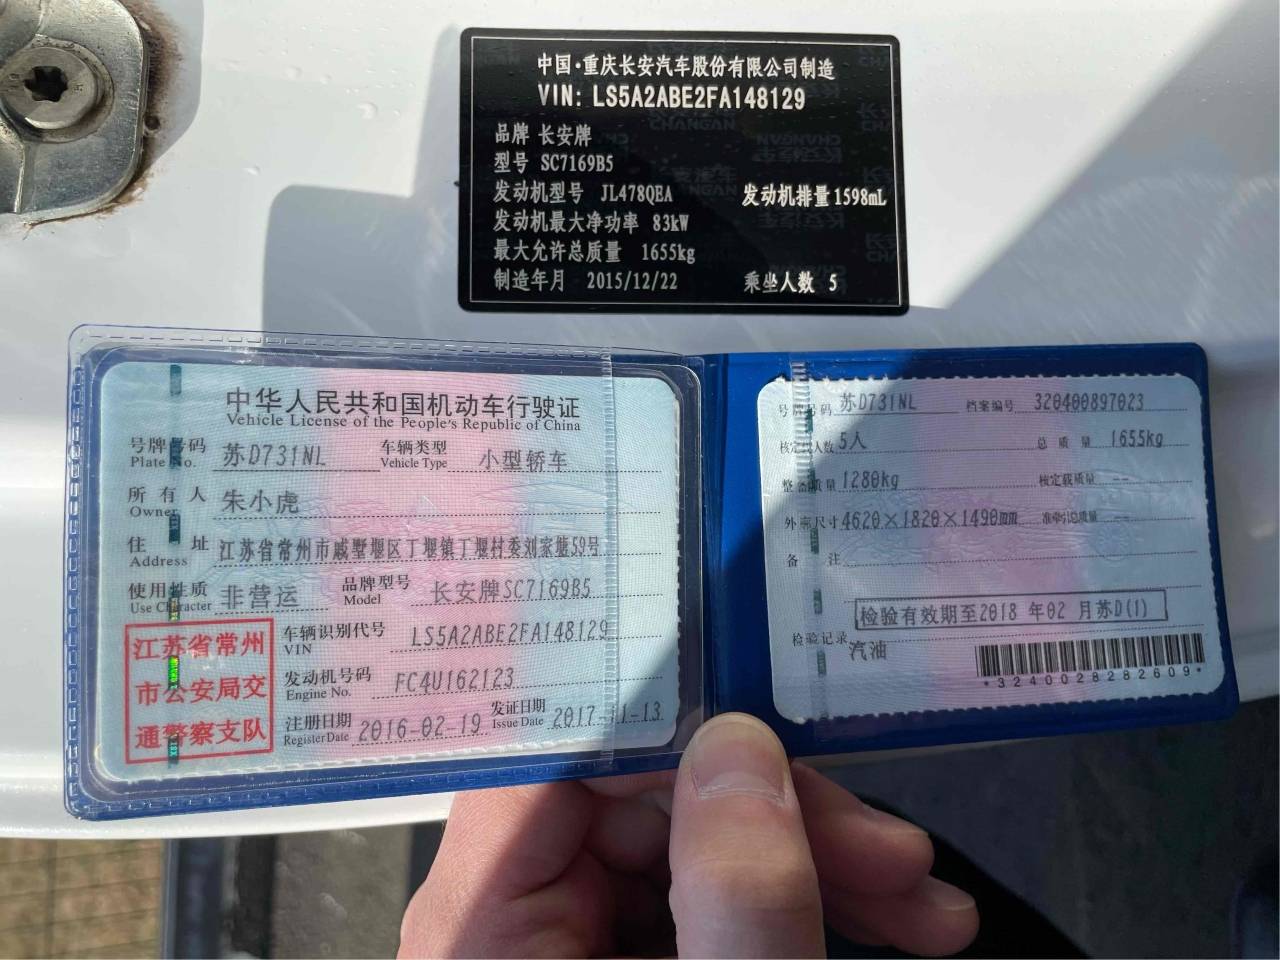 中国·重庆长安汽车股份有限公司制造
VIN: LS5A2ABE2FA148129
品牌 长安牌
型号 SC7169B5
发动机型号 JL478QEA 发动机排量 1598mL
发动机最大净功率 83kW
最大允许总质量 1655kg
制造年月 2015/12/22 乘坐人数 5
中华人民共和国机动车行驶证
Vehicle License of the People's Republic of China
号牌号码 苏D731NL 车辆类型 小型轿车
Plate No. Vehicle Type
所有人 朱小虎
Owner
住址 江苏省常州市戚墅堰区丁堰镇丁堰村委刘家塘59号
Address
使用性质 非营运 品牌型号 长安牌SC7169B5
Use Character Model
江苏省常州
市公安局交
通警察支队
车辆识别代号 LS5A2ABE2FA148129
VIN
发动机号码 FC4U162123
Engine No.
注册日期 2016-02-19 发证日期 2017-11-13
Register Date Issue Date
号牌号码 苏D731NL 档案编号 320400897023
核定载人数 5人 总质量 1655kg
整备质量 1280kg 核定载质量 --
外廓尺寸 4620×1820×1490mm 准牵引总质量 --
备注
检验有效期至2018 年02 月苏D(1)
检验记录
汽油
*3240028282609*